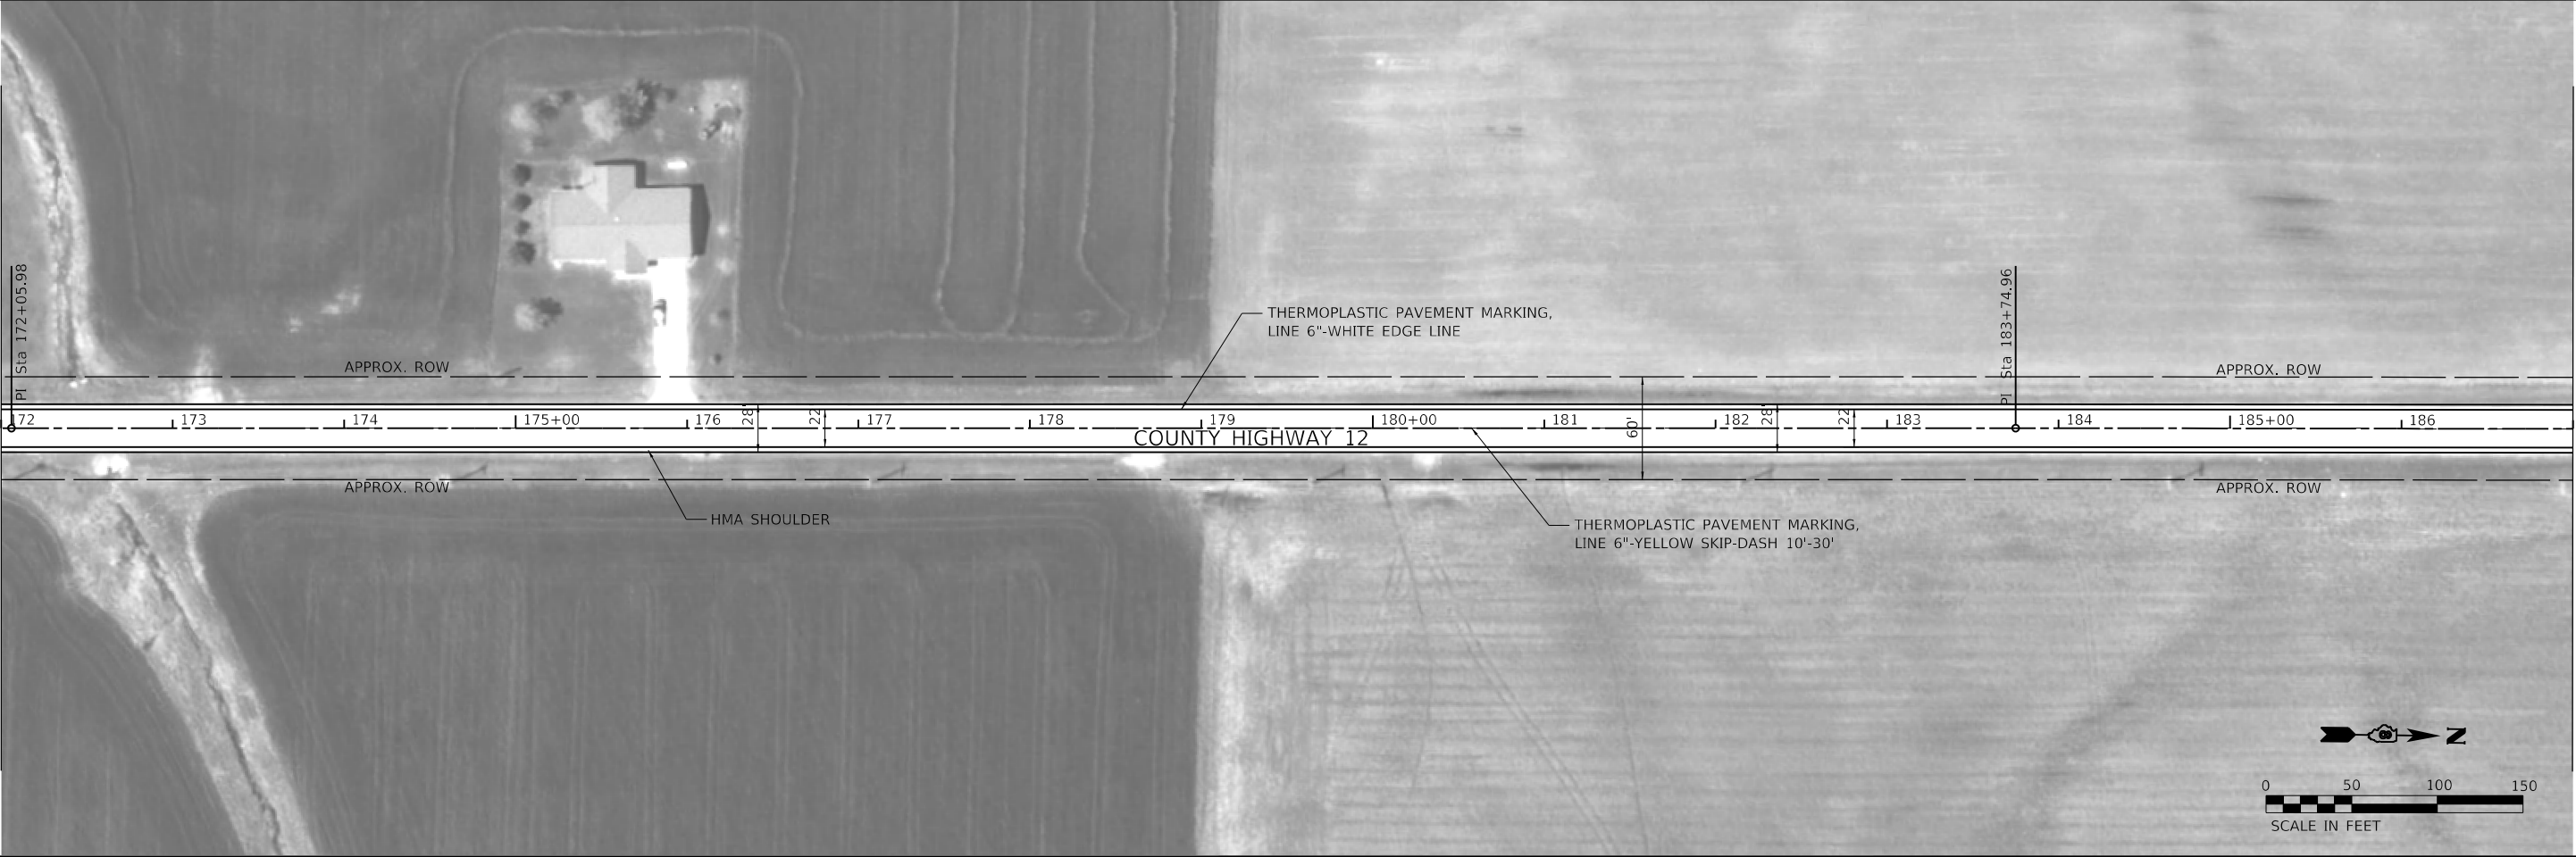 PI Sta 172+05.98
PI Sta 183+74.96
THERMOPLASTIC PAVEMENT MARKING,
LINE 6"-WHITE EDGE LINE
APPROX. ROW
APPROX. ROW
172 173 174 175+00 176 177 178 179 180+00 181 182 183 184 185+00 186
28' 22' 60' 28' 22'
COUNTY HIGHWAY 12
APPROX. ROW
APPROX. ROW
HMA SHOULDER
THERMOPLASTIC PAVEMENT MARKING,
LINE 6"-YELLOW SKIP-DASH 10'-30'
N
0 50 100 150
SCALE IN FEET